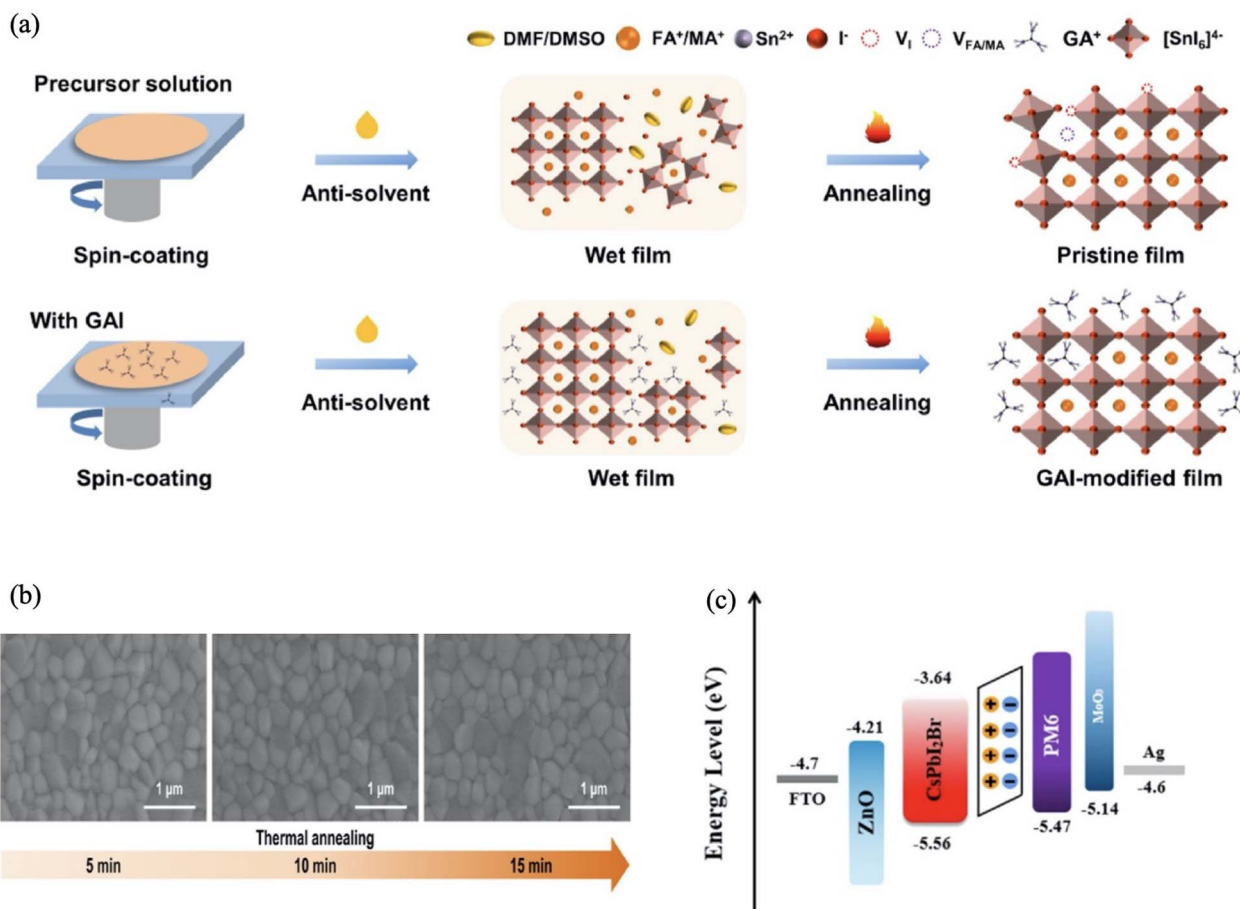 (a)
DMF/DMSO FA⁺/MA⁺ Sn²⁺ I⁻ V_I V_FA/MA GA⁺ [SnI₆]⁴⁻
Precursor solution
Anti-solvent
Annealing
Spin-coating
Wet film
Pristine film
With GAI
Anti-solvent
Annealing
Spin-coating
Wet film
GAI-modified film
(b)
1 µm
1 µm
1 µm
Thermal annealing
5 min
10 min
15 min
(c)
Energy Level (eV)
-4.7
FTO
-4.21
ZnO
-3.64
CsPbI₂Br
-5.56
+ −
+ −
+ −
+ −
PM6
-5.47
MoO₃
-5.14
Ag
-4.6